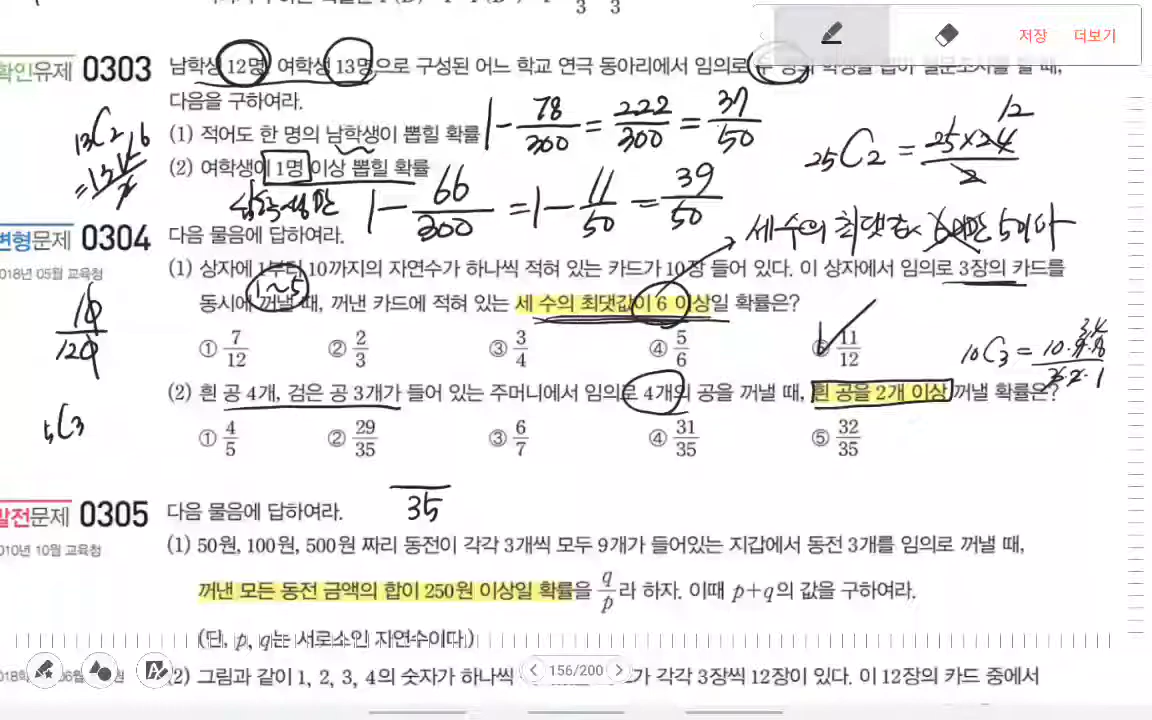 저장 더보기
확인유제 0303 남학생 12명, 여학생 13명으로 구성된 어느 학교 연극 동아리에서 임의로
다음을 구하여라.
(1) 적어도 한 명의 남학생이 뽑힐 확률 1 - 78/300 = 222/300 = 37/50
25C2 = 25×24/2 12
(2) 여학생이 1명 이상 뽑힐 확률
남학생만 1 - 66/300 = 1 - 11/50 = 39/50
13C2
변형문제 0304 다음 물음에 답하여라.
세 수의 최댓값 5이하
2018년 05월 교육청
(1) 상자에 1부터 10까지의 자연수가 하나씩 적혀 있는 카드가 10장 들어 있다. 이 상자에서 임의로 3장의 카드를
1~5
동시에 꺼낼 때, 꺼낸 카드에 적혀 있는 세 수의 최댓값이 6 이상일 확률은?
① 7/12 ② 2/3 ③ 3/4 ④ 5/6 ⑤ 11/12
10/120
10C3 = 10·9·8/3·2·1 3,4
(2) 흰 공 4개, 검은 공 3개가 들어 있는 주머니에서 임의로 4개의 공을 꺼낼 때, 흰 공을 2개 이상 꺼낼 확률은?
5C3
① 4/5 ② 29/35 ③ 6/7 ④ 31/35 ⑤ 32/35
35
발전문제 0305 다음 물음에 답하여라.
2010년 10월 교육청
(1) 50원, 100원, 500원 짜리 동전이 각각 3개씩 모두 9개가 들어있는 지갑에서 동전 3개를 임의로 꺼낼 때,
꺼낸 모든 동전 금액의 합이 250원 이상일 확률을 q/p라 하자. 이때 p+q의 값을 구하여라.
(단, p, q는 서로소인 자연수이다.)
156/200
(2) 그림과 같이 1, 2, 3, 4의 숫자가 하나씩 가 각각 3장씩 12장이 있다. 이 12장의 카드 중에서